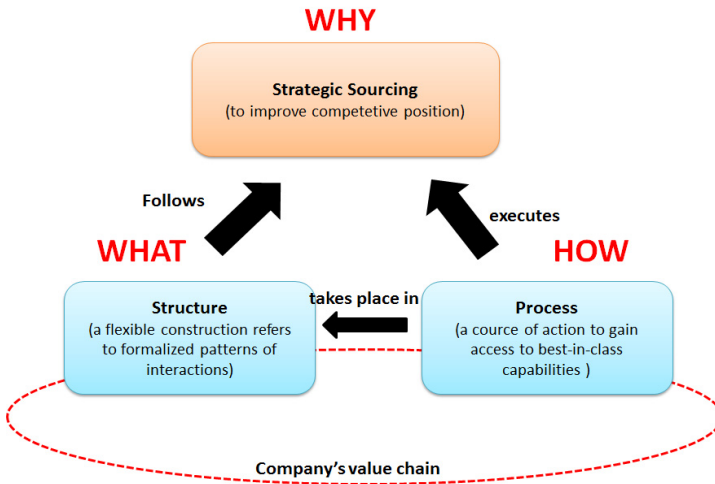 WHY
Strategic Sourcing
(to improve competetive position)
Follows
executes
WHAT
HOW
Structure
(a flexible construction refers
to formalized patterns of
interactions)
takes place in
Process
(a cource of action to gain
access to best-in-class
capabilities )
Company's value chain